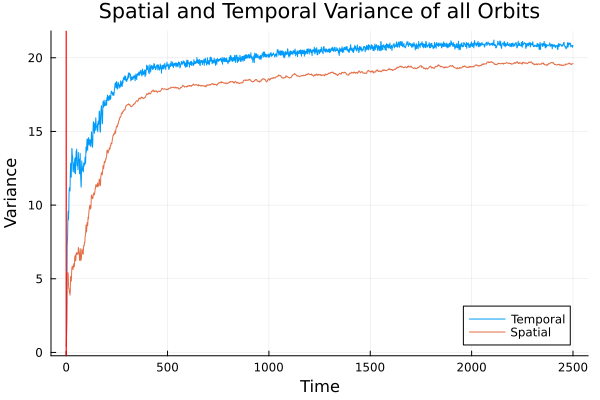 Spatial and Temporal Variance of all Orbits
Variance
20
15
10
5
0
0 500 1000 1500 2000 2500
Time
Temporal
Spatial